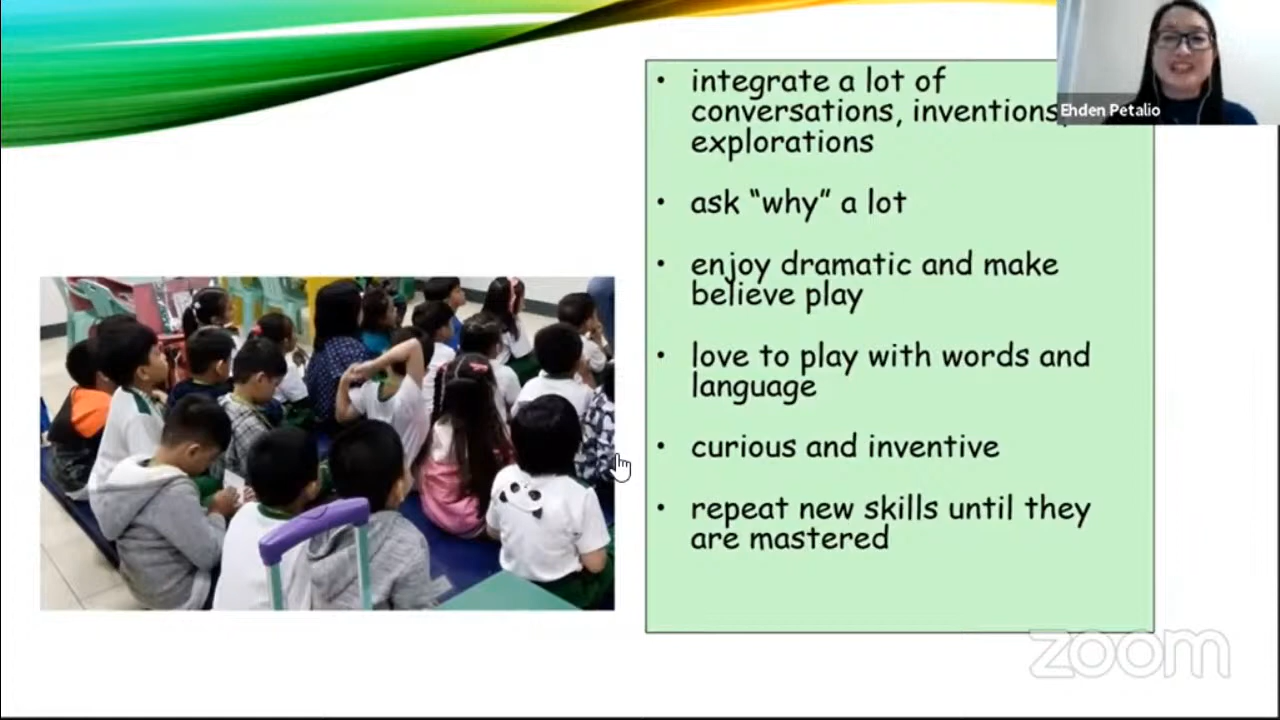 • integrate a lot of
conversations, inventions,
explorations
• ask “why” a lot
• enjoy dramatic and make
believe play
• love to play with words and
language
• curious and inventive
• repeat new skills until they
are mastered
Ehden Petalio
zoom